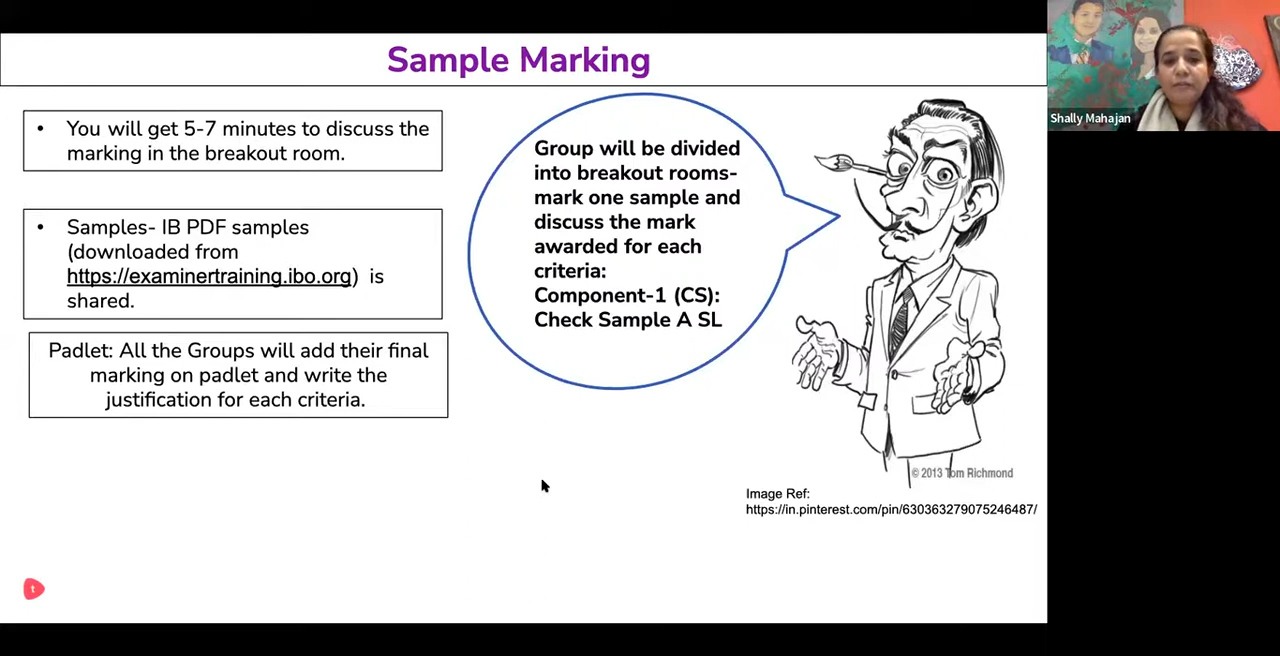 Sample Marking
• You will get 5-7 minutes to discuss the
marking in the breakout room.
• Samples- IB PDF samples
(downloaded from
https://examinertraining.ibo.org) is
shared.
Padlet: All the Groups will add their final
marking on padlet and write the
justification for each criteria.
Group will be divided
into breakout rooms-
mark one sample and
discuss the mark
awarded for each
criteria:
Component-1 (CS):
Check Sample A SL
© 2013 Tom Richmond
Image Ref:
https://in.pinterest.com/pin/630363279075246487/
t
Shally Mahajan